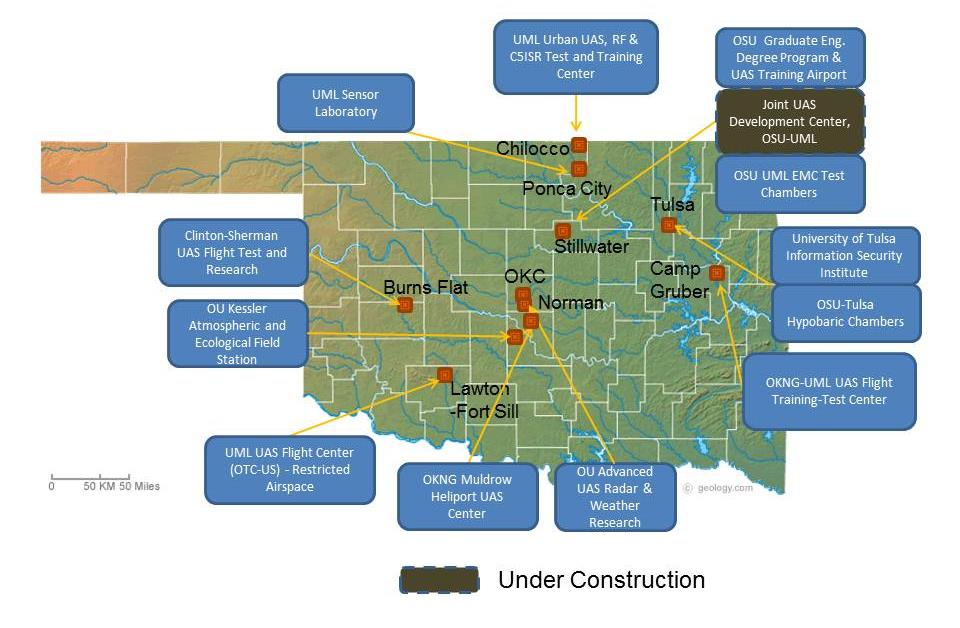 UML Urban UAS, RF &
C5ISR Test and Training
Center
OSU Graduate Eng.
Degree Program &
UAS Training Airport
UML Sensor
Laboratory
Joint UAS
Development Center,
OSU-UML
OSU UML EMC Test
Chambers
Chilocco
Ponca City
Tulsa
Stillwater
Clinton-Sherman
UAS Flight Test and
Research
University of Tulsa
Information Security
Institute
Camp
Gruber
OKC
Burns Flat
Norman
OU Kessler
Atmospheric and
Ecological Field
Station
OSU-Tulsa
Hypobaric Chambers
OKNG-UML UAS Flight
Training-Test Center
Lawton
-Fort Sill
UML UAS Flight Center
(OTC-US) - Restricted
Airspace
OKNG Muldrow
Heliport UAS
Center
OU Advanced
UAS Radar &
Weather
Research
0 50 KM 50 Miles
© geology.com
Under Construction